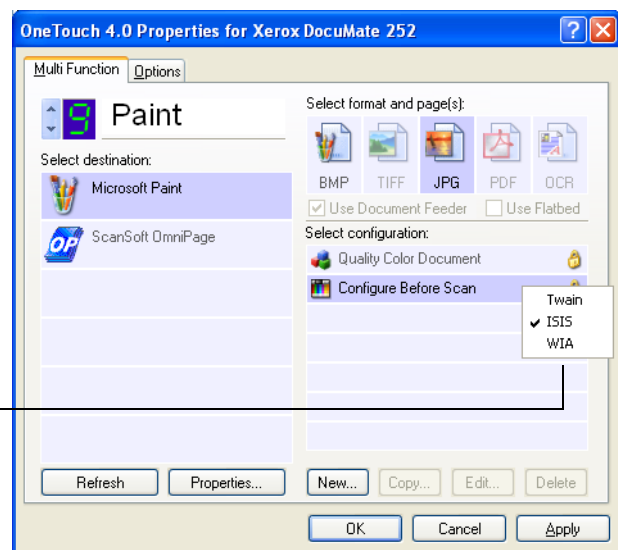 OneTouch 4.0 Properties for Xerox DocuMate 252
Multi Function
Options
9
Paint
Select destination:
Microsoft Paint
OP
ScanSoft OmniPage
Refresh
Properties...
Select format and page(s):
BMP TIFF JPG PDF OCR
Use Document Feeder
Use Flatbed
Select configuration:
Quality Color Document
Configure Before Scan
Twain
ISIS
WIA
New...
Copy...
Edit...
Delete
OK
Cancel
Apply